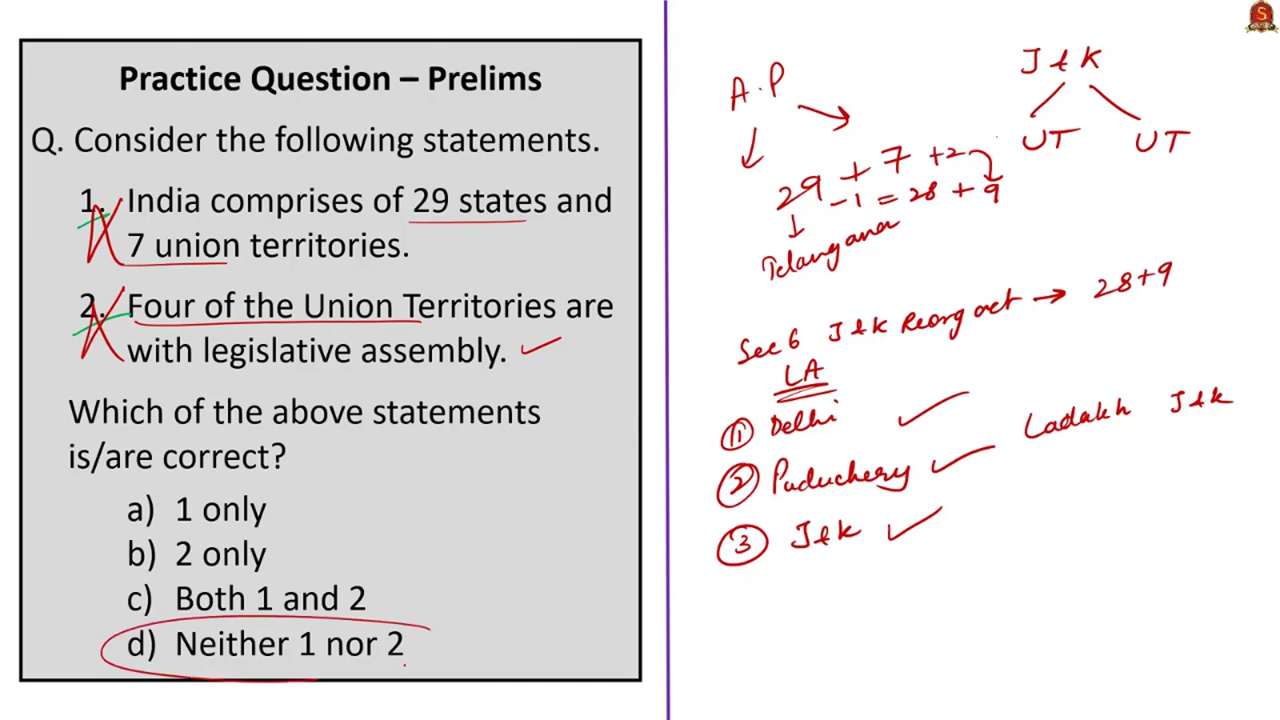 Practice Question – Prelims
Q. Consider the following statements.
1. India comprises of 29 states and
7 union territories.
2. Four of the Union Territories are
with legislative assembly.
Which of the above statements
is/are correct?
a) 1 only
b) 2 only
c) Both 1 and 2
d) Neither 1 nor 2
A.P
J & K
UT UT
29 + 7 +2
-1 = 28 + 9
Telangana
Sec 6 J & K Reorg act → 28+9
LA
① Delhi
Ladakh J & K
② Puduchery
③ J & K
S